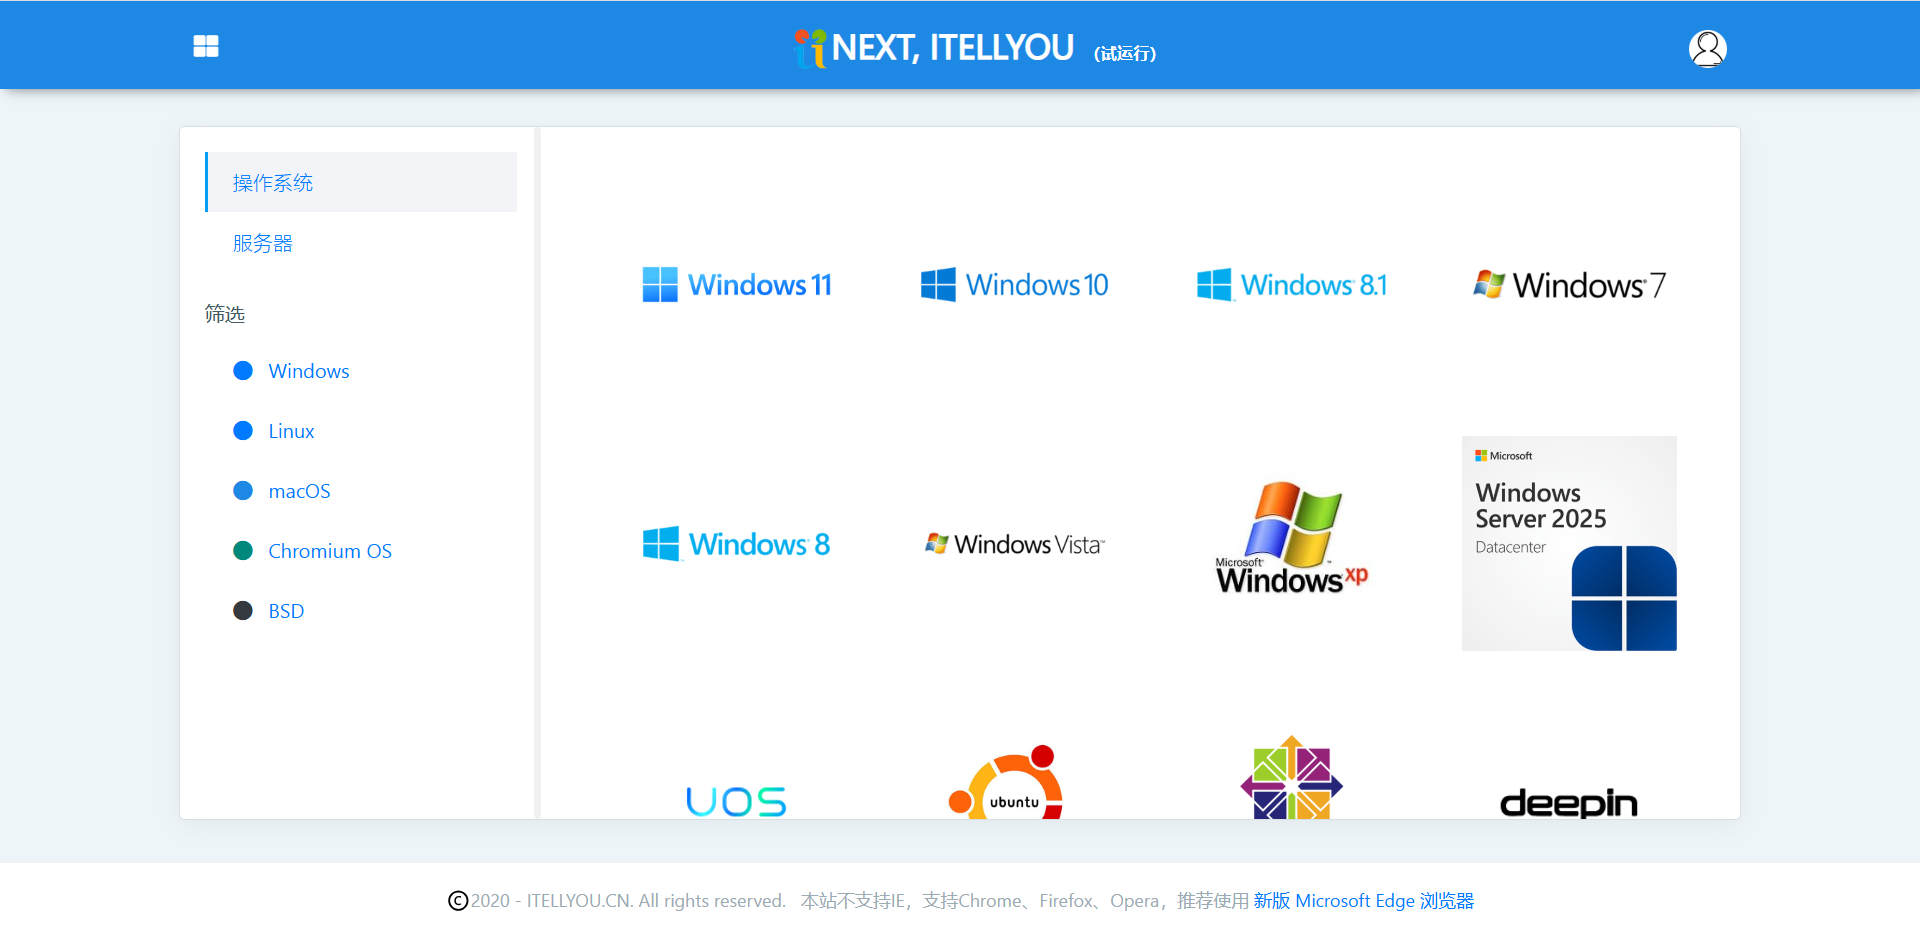 NEXT, ITELLYOU (试运行)
操作系统
服务器
筛选
Windows
Linux
macOS
Chromium OS
BSD
Windows 11
Windows 10
Windows 8.1
Windows 7
Windows 8
Windows Vista™
Microsoft®
Windows xp
Microsoft
Windows
Server 2025
Datacenter
UOS
ubuntu
deepin
©2020 - ITELLYOU.CN. All rights reserved. 本站不支持IE，支持Chrome、Firefox、Opera，推荐使用 新版 Microsoft Edge 浏览器